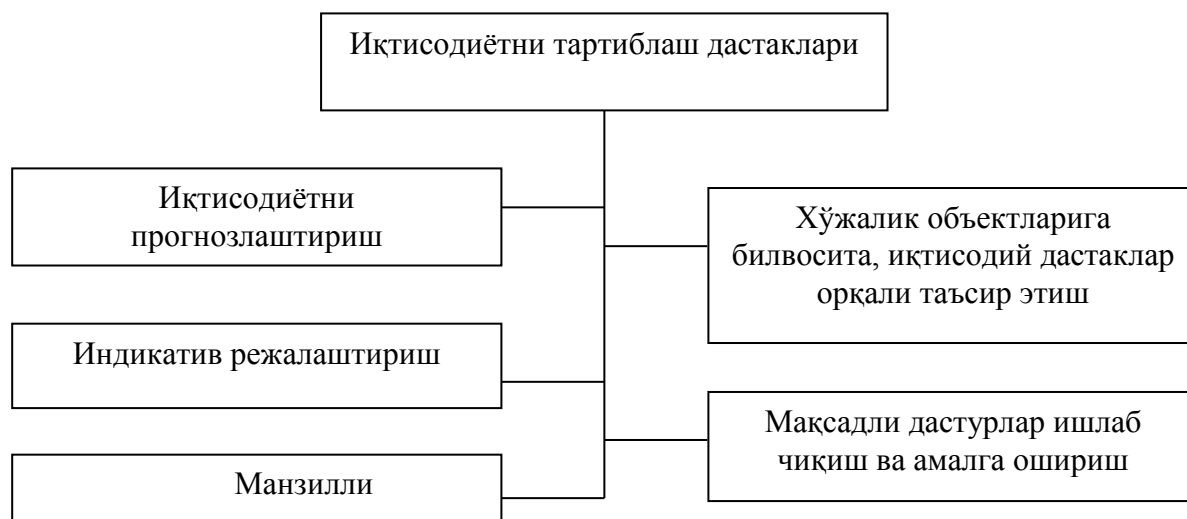 Иқтисодиётни тартиблаш дастаклари
Иқтисодиётни
прогнозлаштириш
Хўжалик объектларига
билвосита, иқтисодий дастаклар
орқали таъсир этиш
Индикатив режалаштириш
Мақсадли дастурлар ишлаб
чиқиш ва амалга ошириш
Манзилли